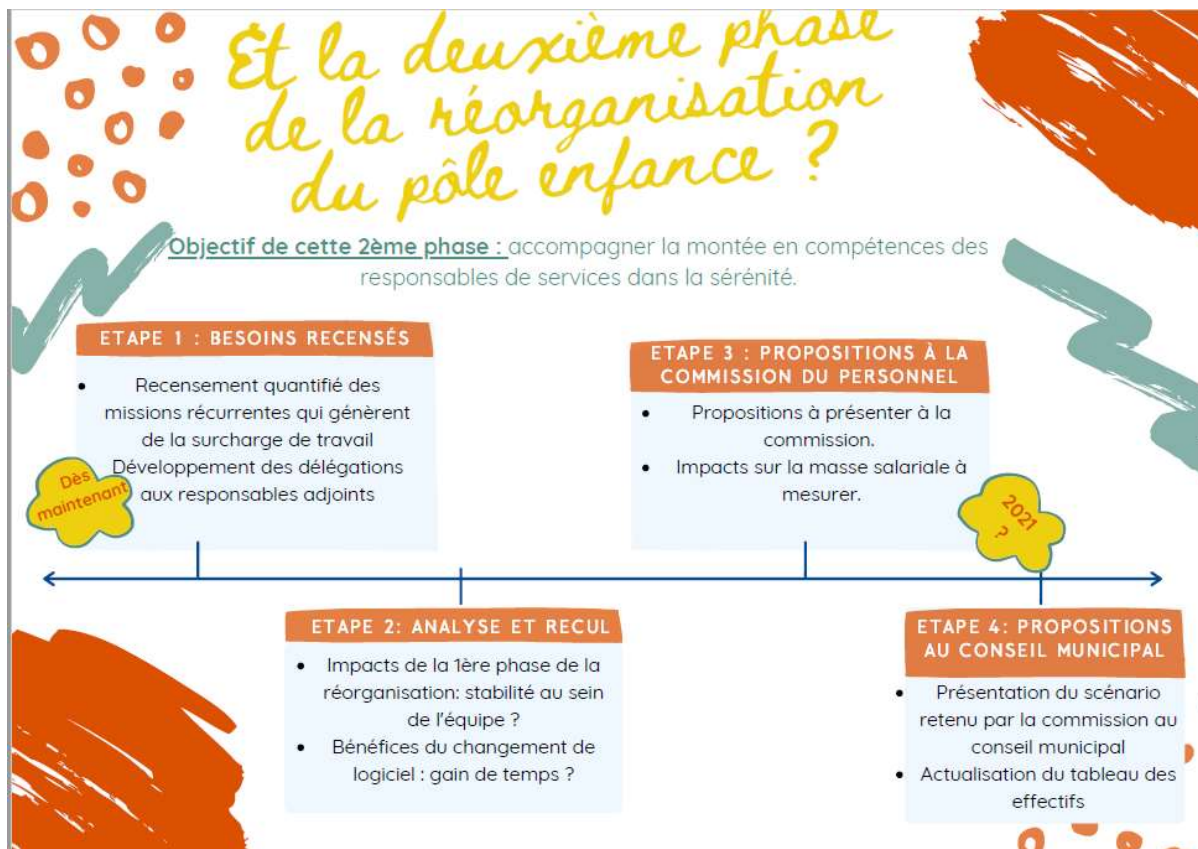 Et la deuxième phase
de la réorganisation
du pôle enfance ?
Objectif de cette 2ème phase : accompagner la montée en compétences des
responsables de services dans la sérénité.
ETAPE 1 : BESOINS RECENSÉS
• Recensement quantifié des
missions récurrentes qui génèrent
de la surcharge de travail
Développement des délégations
aux responsables adjoints
Dès
maintenant
ETAPE 2: ANALYSE ET RECUL
• Impacts de la 1ère phase de la
réorganisation: stabilité au sein
de l'équipe ?
• Bénéfices du changement de
logiciel : gain de temps ?
ETAPE 3 : PROPOSITIONS À LA
COMMISSION DU PERSONNEL
• Propositions à présenter à la
commission.
• Impacts sur la masse salariale à
mesurer.
2021
?
ETAPE 4: PROPOSITIONS
AU CONSEIL MUNICIPAL
• Présentation du scénario
retenu par la commission au
conseil municipal
• Actualisation du tableau des
effectifs